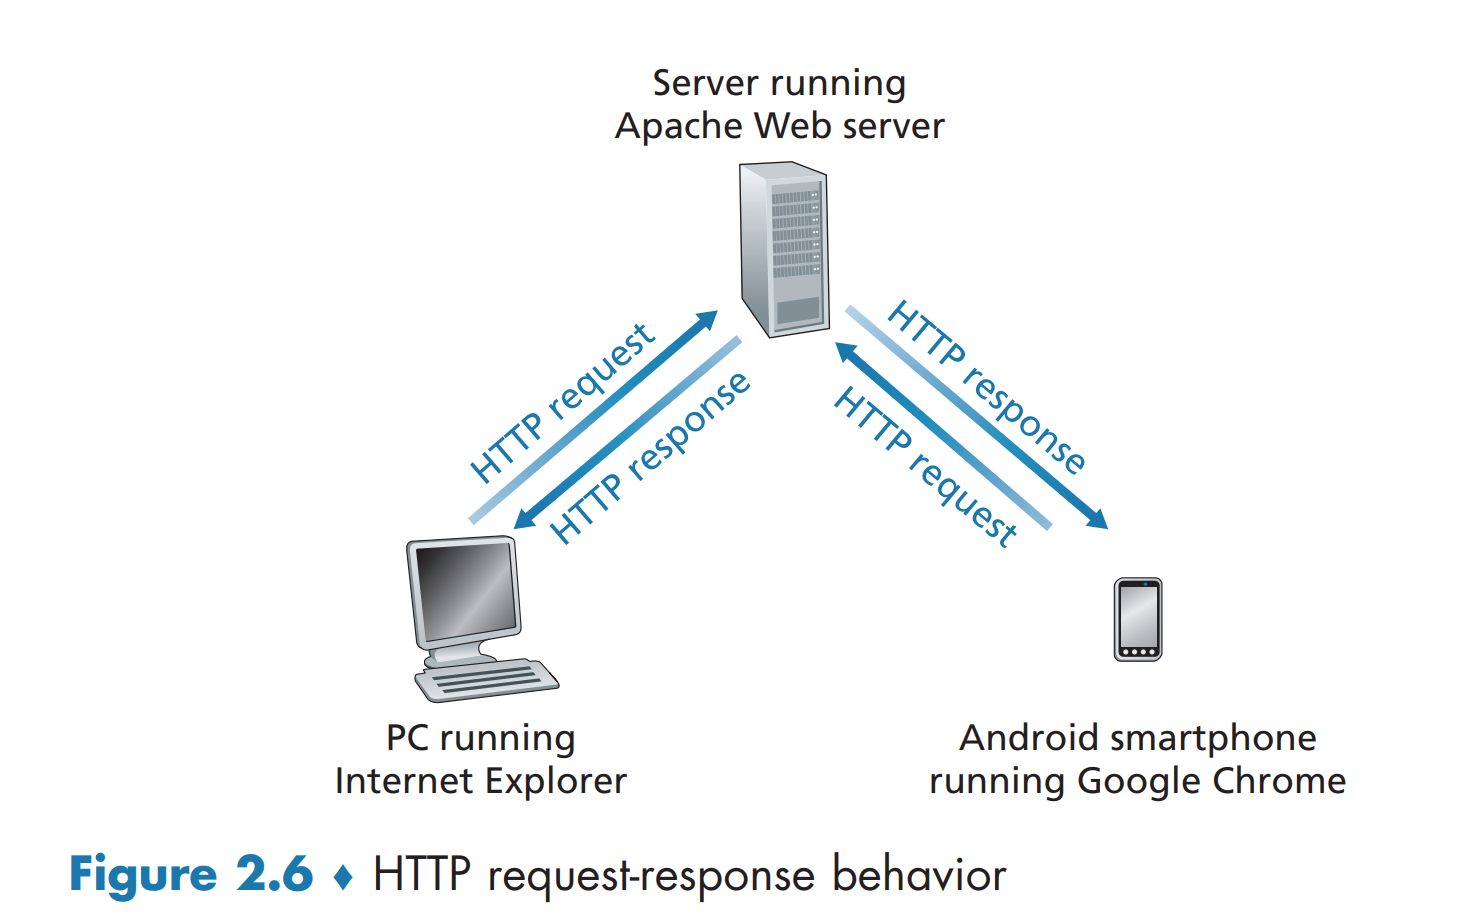 Server running
Apache Web server
HTTP request
HTTP response
HTTP response
HTTP request
PC running
Internet Explorer
Android smartphone
running Google Chrome
Figure 2.6 ♦ HTTP request-response behavior